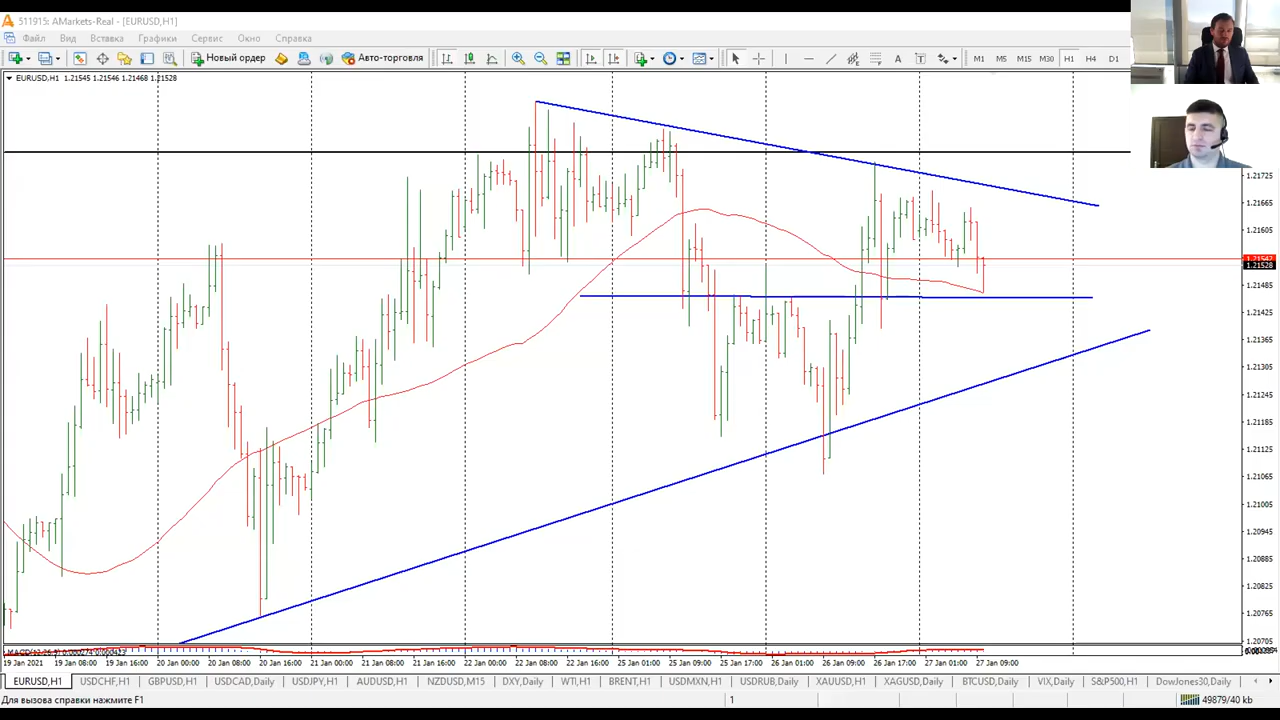 511915: AMarkets-Real - [EURUSD,H1]
Файл Вид Вставка Графики Сервис Окно Справка
Новый ордер Авто-торговля A T M1 M5 M15 M30 H1 H4 D1
EURUSD,H1 1.21545 1.21546 1.21468 1.21528
1.21725
1.21665
1.21605
1.21547
1.21528
1.21485
1.21425
1.21365
1.21305
1.21245
1.21185
1.21125
1.21065
1.21005
1.20945
1.20885
1.20825
1.20765
1.20705
19 Jan 2021 19 Jan 08:00 19 Jan 16:00 20 Jan 00:00 20 Jan 08:00 20 Jan 16:00 21 Jan 00:00 21 Jan 08:00 21 Jan 16:00 22 Jan 00:00 22 Jan 08:00 22 Jan 16:00 25 Jan 01:00 25 Jan 09:00 25 Jan 17:00 26 Jan 01:00 26 Jan 09:00 26 Jan 17:00 27 Jan 01:00 27 Jan 09:00
EURUSD,H1 USDCHF,H1 GBPUSD,H1 USDCAD,Daily USDJPY,H1 AUDUSD,H1 NZDUSD,M15 DXY,Daily WTI,H1 BRENT,H1 USDMXN,H1 USDRUB,Daily XAUUSD,H1 XAGUSD,Daily BTCUSD,Daily VIX,Daily S&P500,H1 DowJones30,Daily
Для вызова справки нажмите F1 1 49879/40 kb